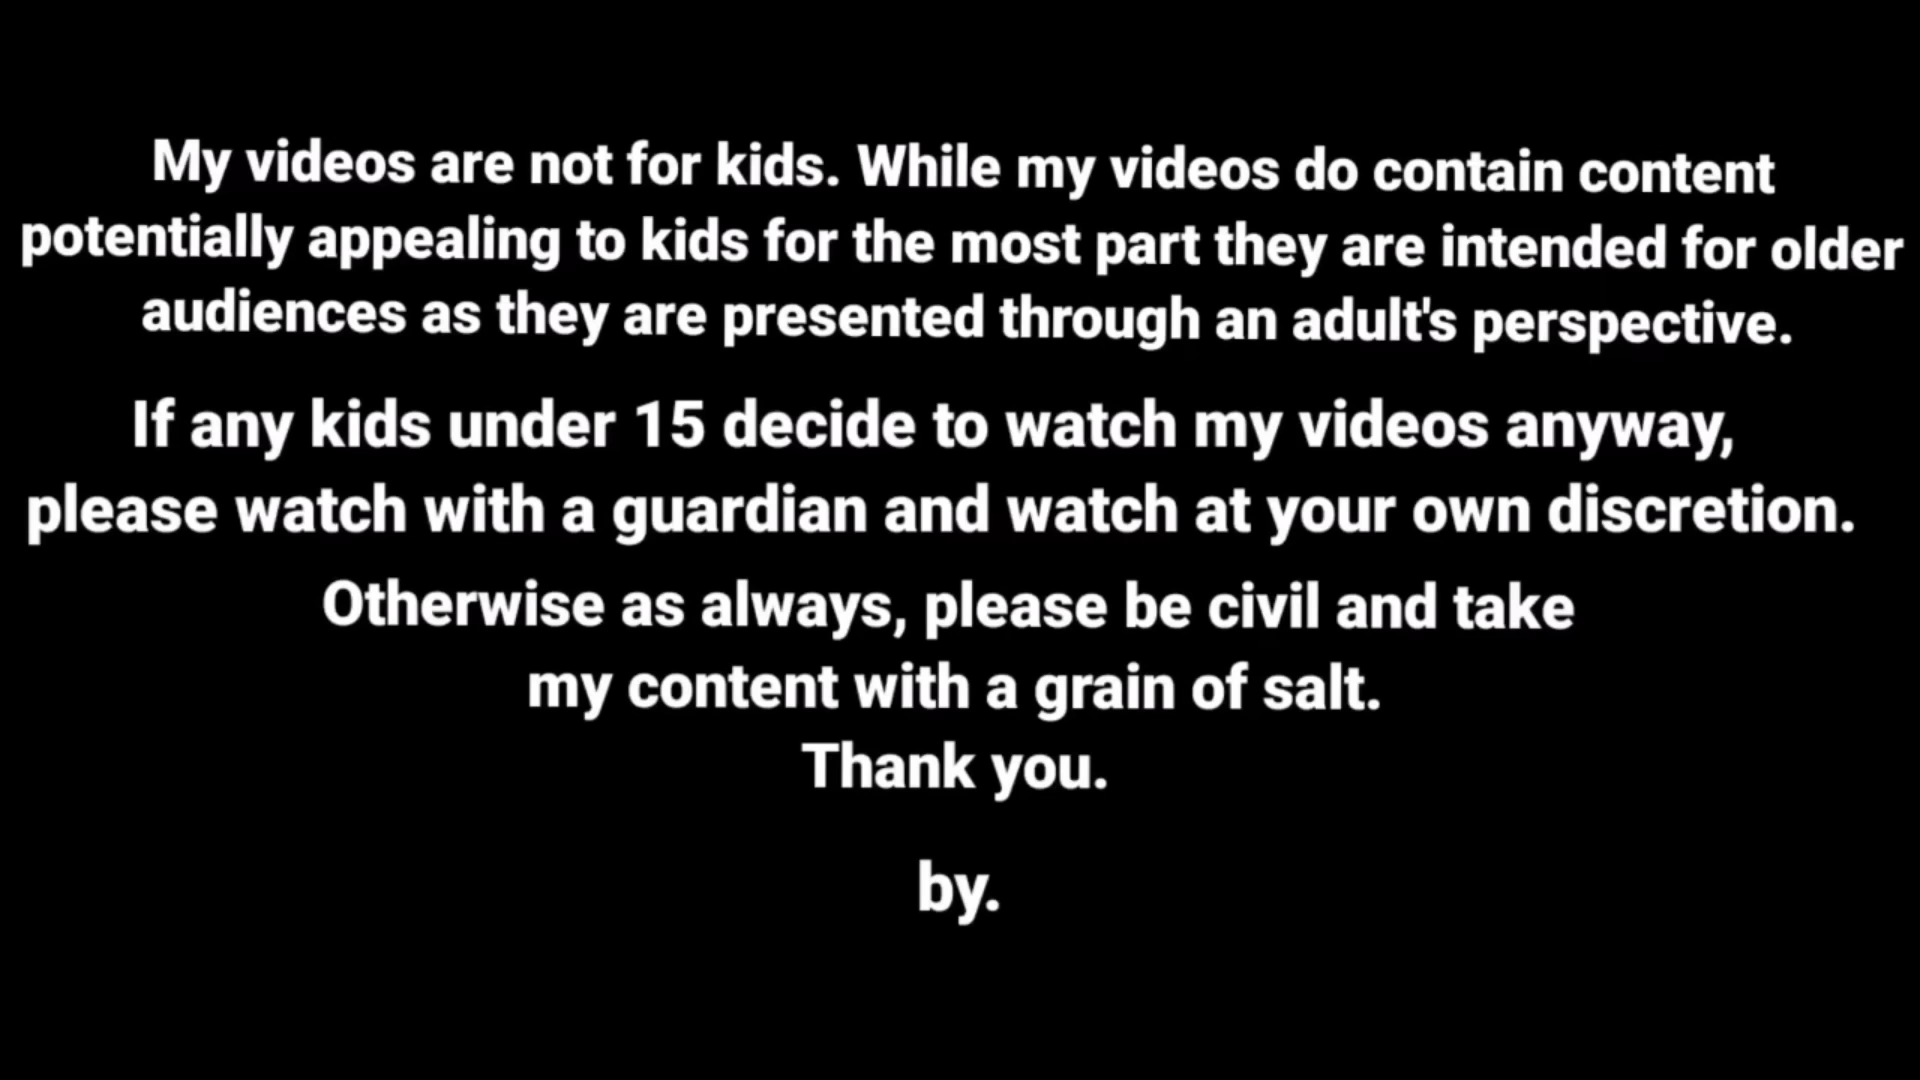 My videos are not for kids. While my videos do contain content
potentially appealing to kids for the most part they are intended for older
audiences as they are presented through an adult's perspective.
If any kids under 15 decide to watch my videos anyway,
please watch with a guardian and watch at your own discretion.
Otherwise as always, please be civil and take
my content with a grain of salt.
Thank you.
by.